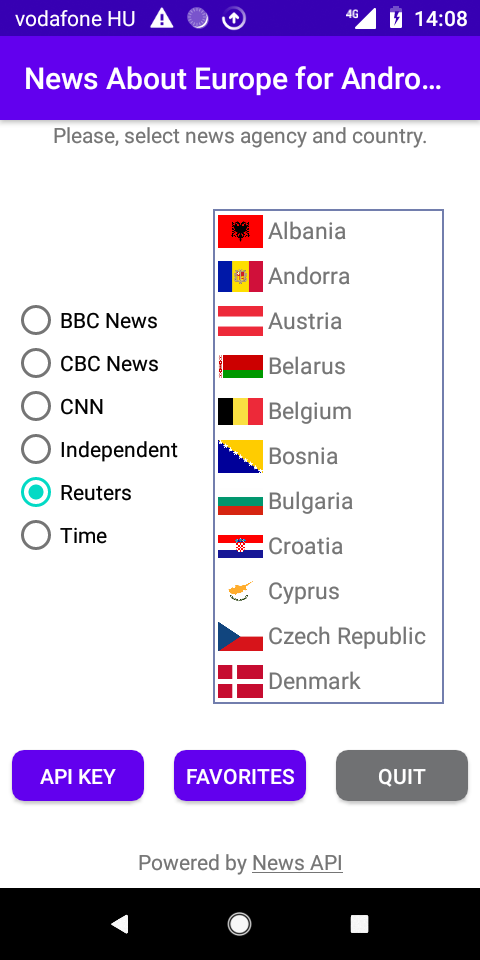 vodafone HU 4G 14:08
News About Europe for Andro…
Please, select news agency and country.
BBC News
CBC News
CNN
Independent
Reuters
Time
Albania
Andorra
Austria
Belarus
Belgium
Bosnia
Bulgaria
Croatia
Cyprus
Czech Republic
Denmark
API KEY
FAVORITES
QUIT
Powered by News API